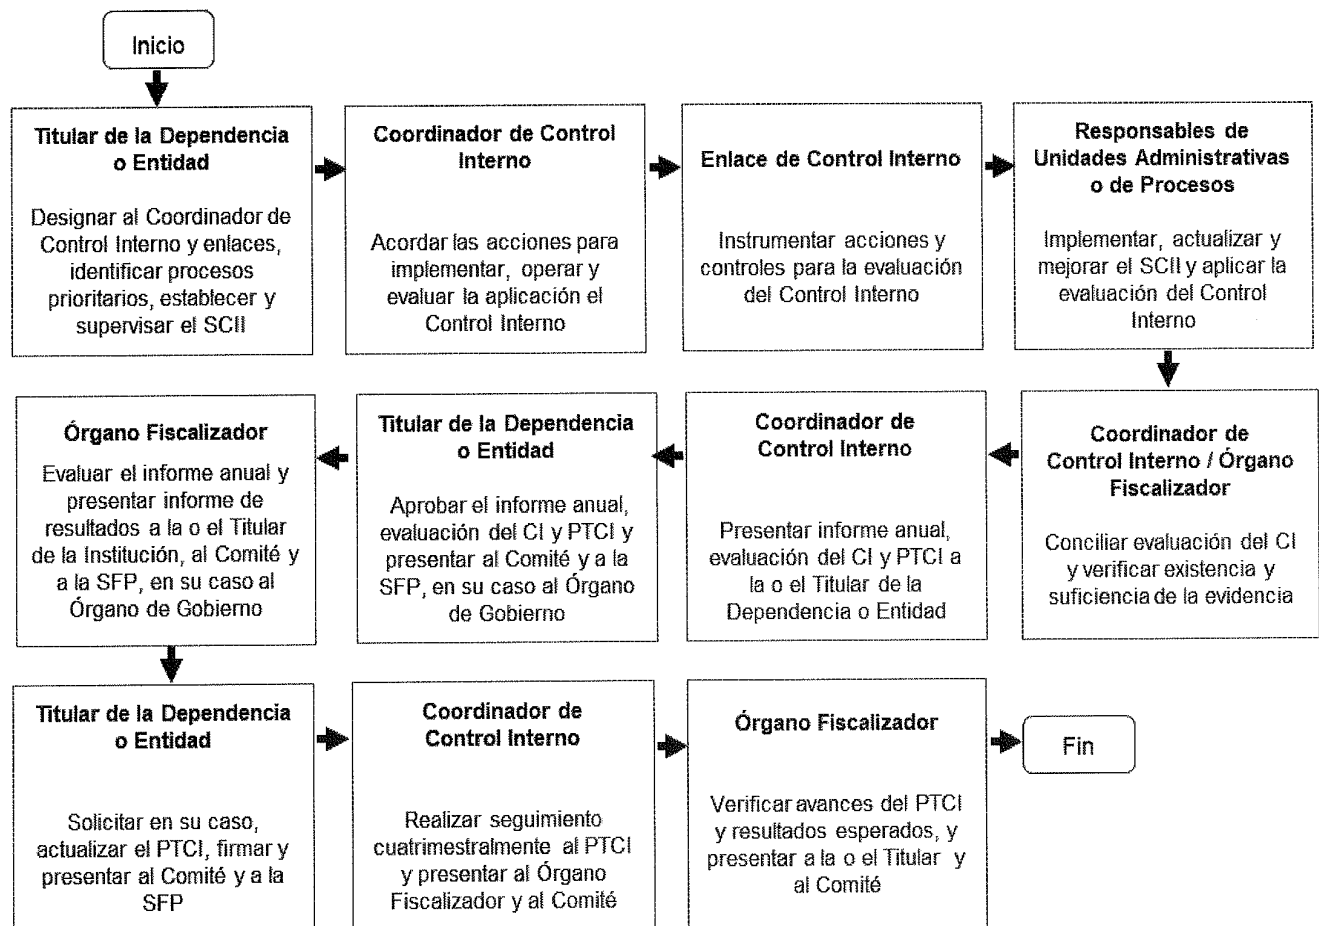 Inicio
Titular de la Dependencia
o Entidad
Designar al Coordinador de
Control Interno y enlaces,
identificar procesos
prioritarios, establecer y
supervisar el SCII
Coordinador de Control
Interno
Acordar las acciones para
implementar, operar y
evaluar la aplicación el
Control Interno
Enlace de Control Interno
Instrumentar acciones y
controles para la evaluación
del Control Interno
Responsables de
Unidades Administrativas
o de Procesos
Implementar, actualizar y
mejorar el SCII y aplicar la
evaluación del Control
Interno
Coordinador de
Control Interno / Órgano
Fiscalizador
Conciliar evaluación del CI
y verificar existencia y
suficiencia de la evidencia
Coordinador de
Control Interno
Presentar informe anual,
evaluación del CI y PTCI a
la o el Titular de la
Dependencia o Entidad
Titular de la Dependencia
o Entidad
Aprobar el informe anual,
evaluación del CI y PTCI y
presentar al Comité y a la
SFP, en su caso al Órgano
de Gobierno
Órgano Fiscalizador
Evaluar el informe anual y
presentar informe de
resultados a la o el Titular
de la Institución, al Comité y
a la SFP, en su caso al
Órgano de Gobierno
Titular de la Dependencia
o Entidad
Solicitar en su caso,
actualizar el PTCI, firmar y
presentar al Comité y a la
SFP
Coordinador de
Control Interno
Realizar seguimiento
cuatrimestralmente al PTCI
y presentar al Órgano
Fiscalizador y al Comité
Órgano Fiscalizador
Verificar avances del PTCI
y resultados esperados, y
presentar a la o el Titular y
al Comité
Fin